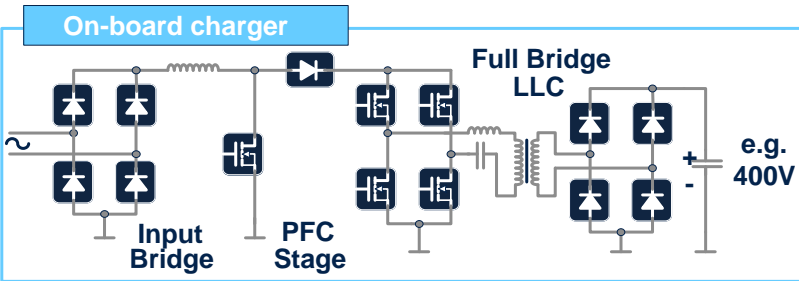 On-board charger
Full Bridge
LLC
e.g.
400V
+
-
Input
Bridge
PFC
Stage